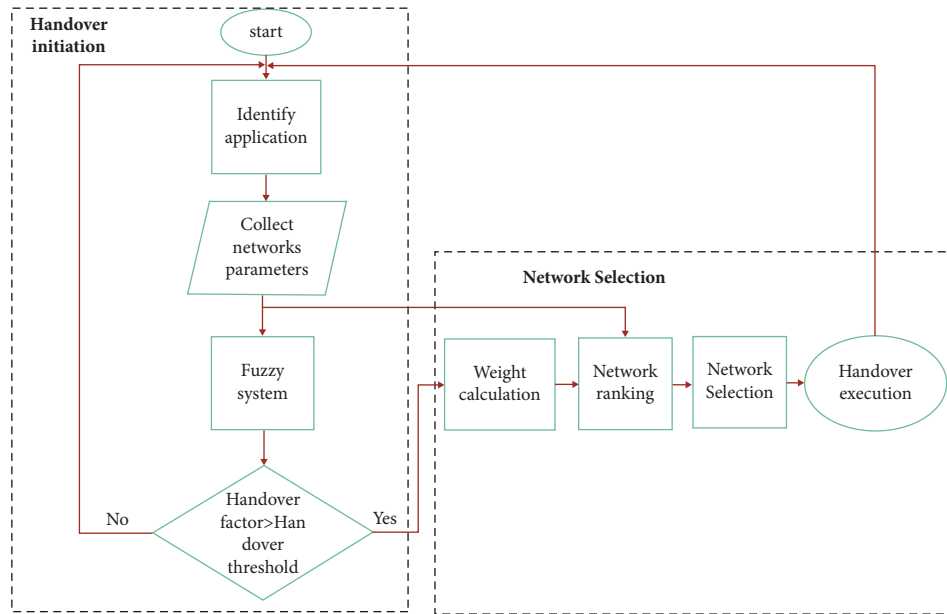 Handover
initiation
start
Identify
application
Collect
networks
parameters
Fuzzy
system
Handover
factor>Han
dover
threshold
No
Yes
Network Selection
Weight
calculation
Network
ranking
Network
Selection
Handover
execution